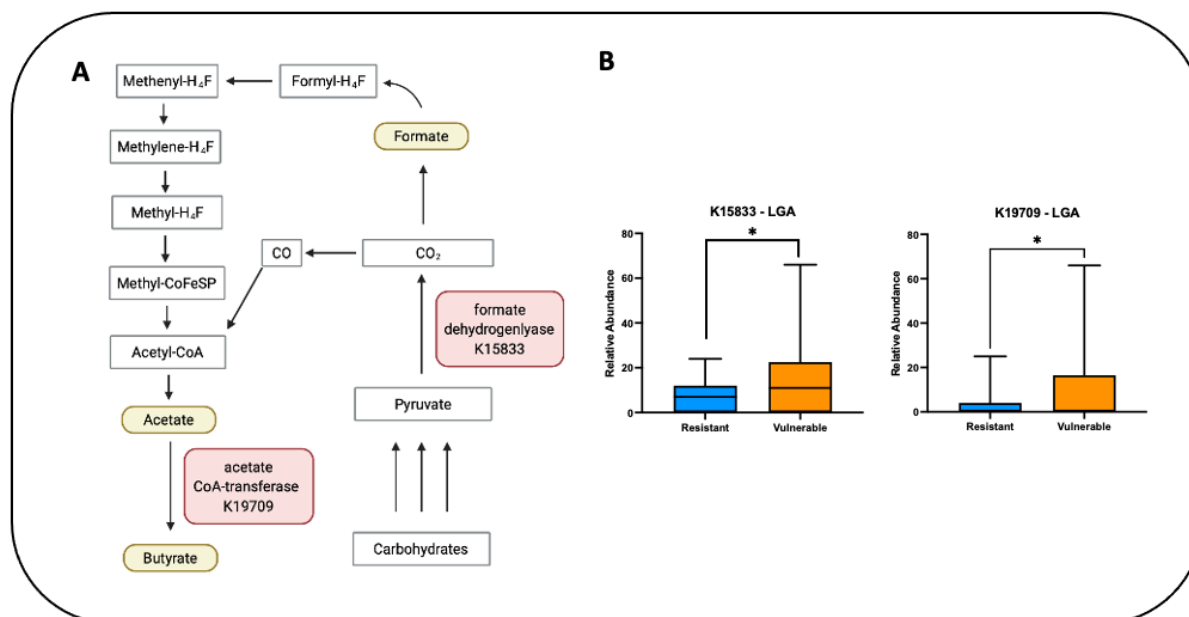 A
Methenyl-H₄F
Formyl-H₄F
Formate
Methylene-H₄F
Methyl-H₄F
CO
CO₂
Methyl-CoFeSP
formate
dehydrogenlyase
K15833
Acetyl-CoA
Pyruvate
Acetate
acetate
CoA-transferase
K19709
Carbohydrates
Butyrate
B
K15833 - LGA
*
Relative Abundance
80
60
40
20
0
Resistant
Vulnerable
K19709 - LGA
*
Relative Abundance
80
60
40
20
0
Resistant
Vulnerable